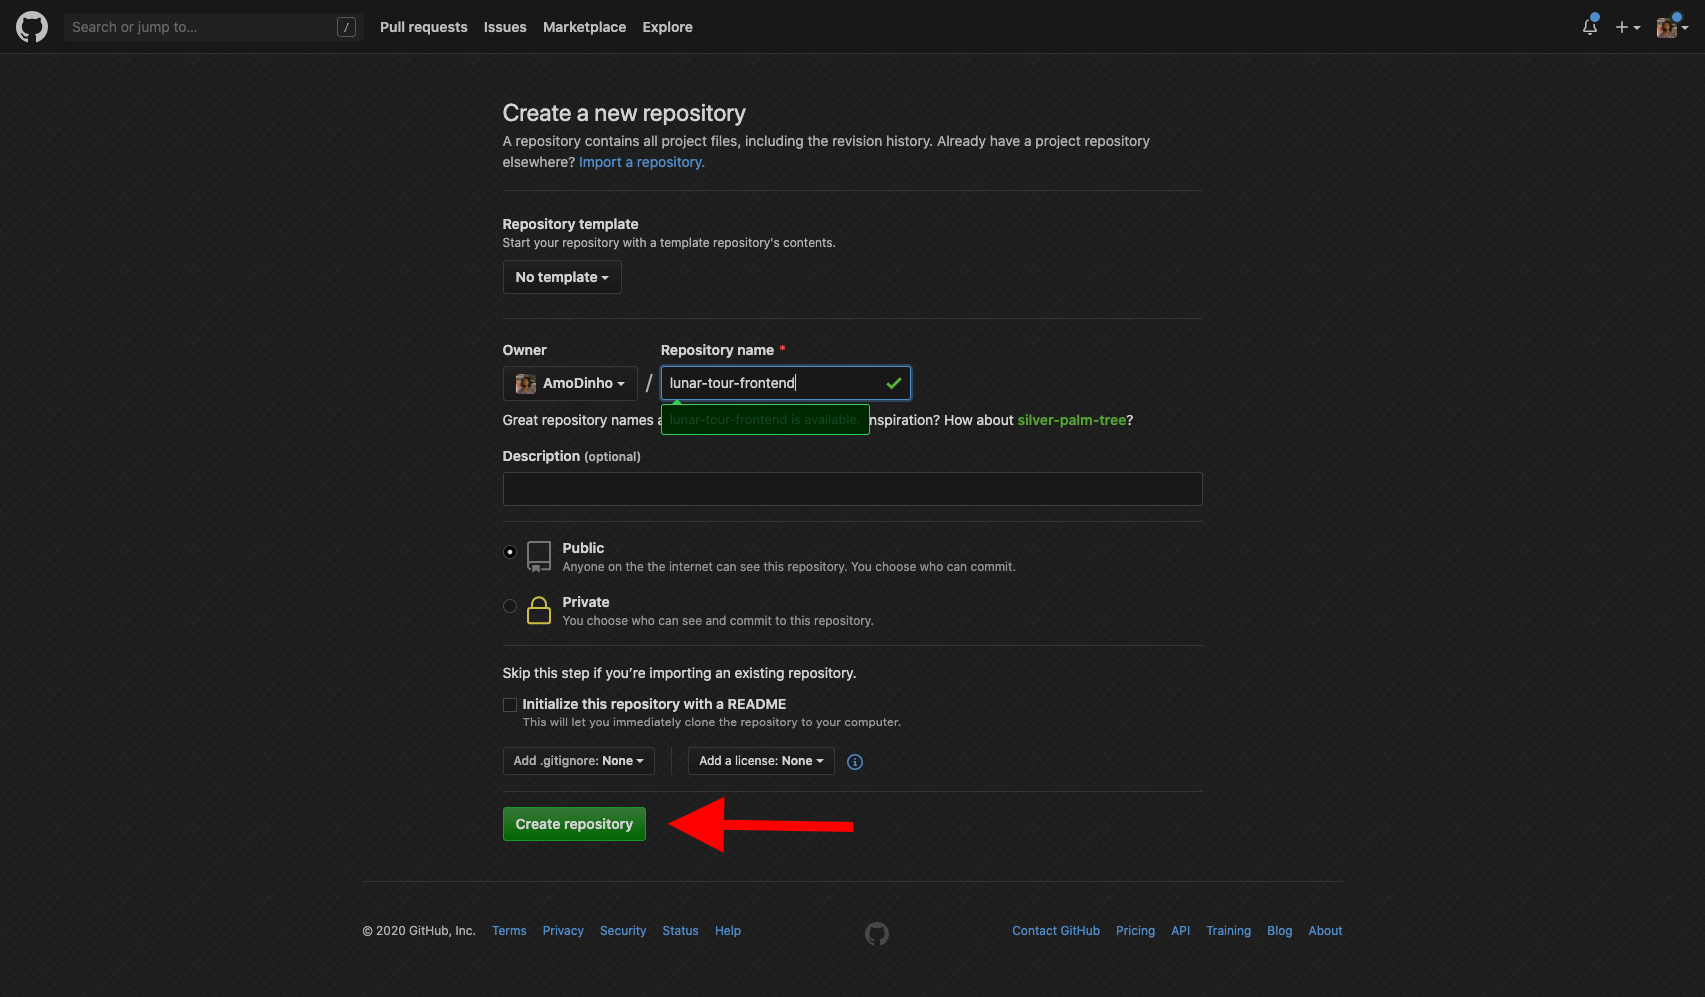 Search or jump to...
/
Pull requests
Issues
Marketplace
Explore
Create a new repository
A repository contains all project files, including the revision history. Already have a project repository
elsewhere? Import a repository.
Repository template
Start your repository with a template repository's contents.
No template
Owner
Repository name *
AmoDinho
/
lunar-tour-frontend
Great repository names
lunar-tour-frontend is available.
nspiration? How about silver-palm-tree?
Description (optional)
Public
Anyone on the the internet can see this repository. You choose who can commit.
Private
You choose who can see and commit to this repository.
Skip this step if you’re importing an existing repository.
Initialize this repository with a README
This will let you immediately clone the repository to your computer.
Add .gitignore: None
Add a license: None
Create repository
© 2020 GitHub, Inc.
Terms
Privacy
Security
Status
Help
Contact GitHub
Pricing
API
Training
Blog
About